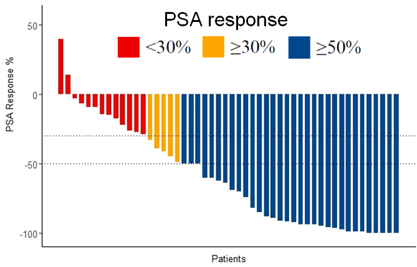 PSA response
<30% ≥30% ≥50%
50
0
-50
-100
PSA Response %
Patients